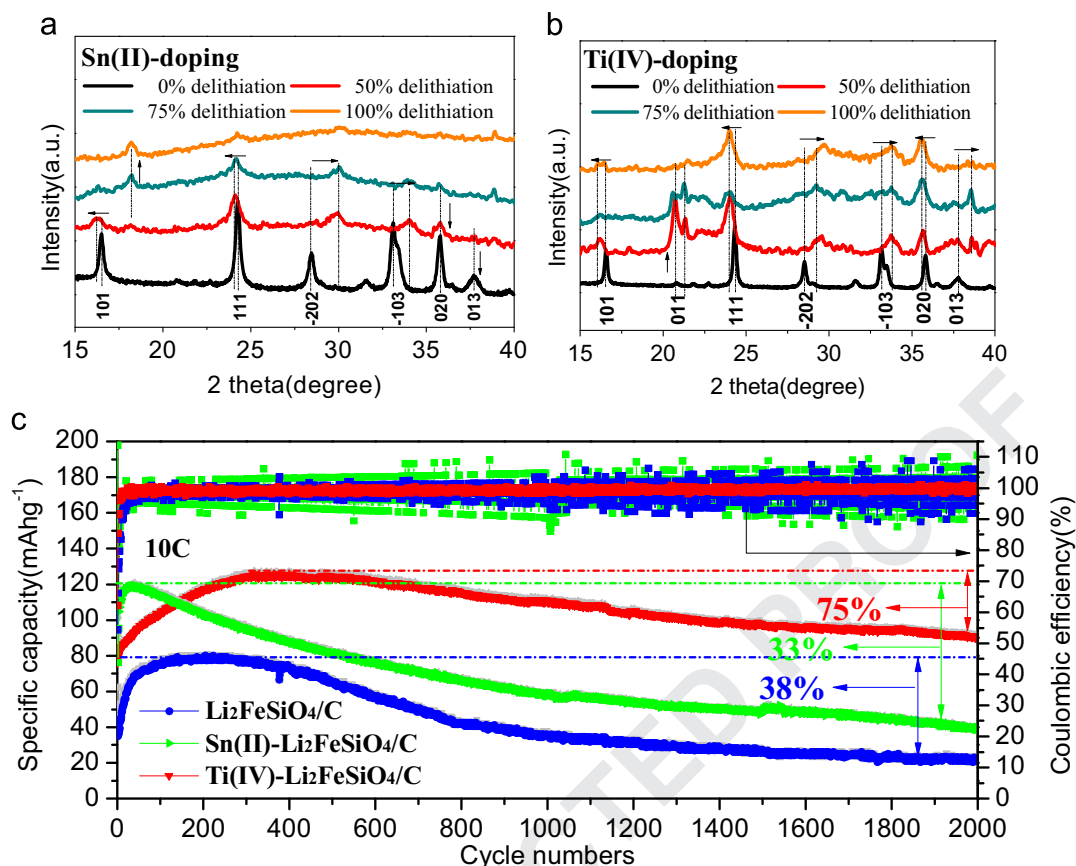 a
Sn(II)-doping
0% delithiation 50% delithiation
75% delithiation 100% delithiation
Intensity(a.u.)
101 111 -202 -103 020 013
15 20 25 30 35 40
2 theta(degree)
b
Ti(IV)-doping
0% delithiation 50% delithiation
75% delithiation 100% delithiation
Intensity(a.u.)
101 011 111 -202 -103 020 013
15 20 25 30 35 40
2 theta(degree)
c
200
180
160
140
120
100
80
60
40
20
0
Specific capacity(mAhg⁻¹)
10C
75%
33%
38%
Li₂FeSiO₄/C
Sn(II)-Li₂FeSiO₄/C
Ti(IV)-Li₂FeSiO₄/C
110
100
90
80
70
60
50
40
30
20
10
0
Coulombic efficiency(%)
0 200 400 600 800 1000 1200 1400 1600 1800 2000
Cycle numbers
CTED PROOF